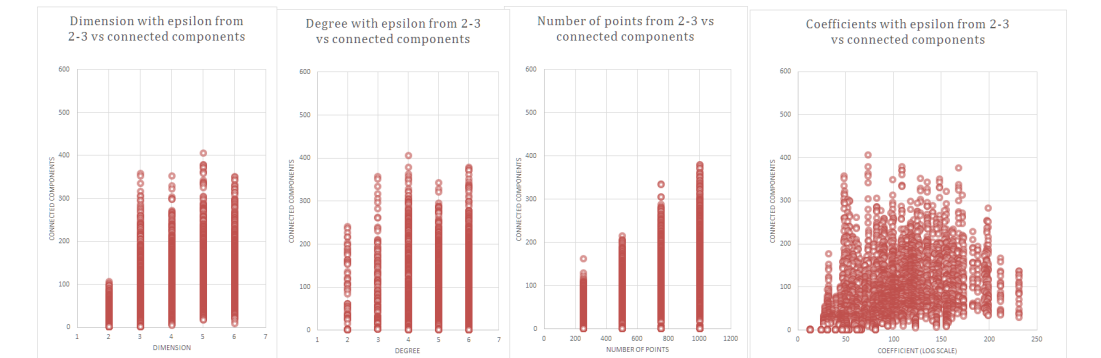 Dimension with epsilon from
2-3 vs connected components
600
500
400
300
200
100
0
1 2 3 4 5 6 7
CONNECTED COMPONENTS
DIMENSION
Degree with epsilon from 2-3
vs connected components
600
500
400
300
200
100
0
1 2 3 4 5 6 7
CONNECTED COMPONENTS
DEGREE
Number of points from 2-3 vs
connected components
600
500
400
300
200
100
0
0 200 400 600 800 1000 1200
CONNECTED COMPONENTS
NUMBER OF POINTS
Coefficients with epsilon from 2-3
vs connected components
600
500
400
300
200
100
0
0 50 100 150 200 250
CONNECTED COMPONENTS
COEFFICIENT (LOG SCALE)